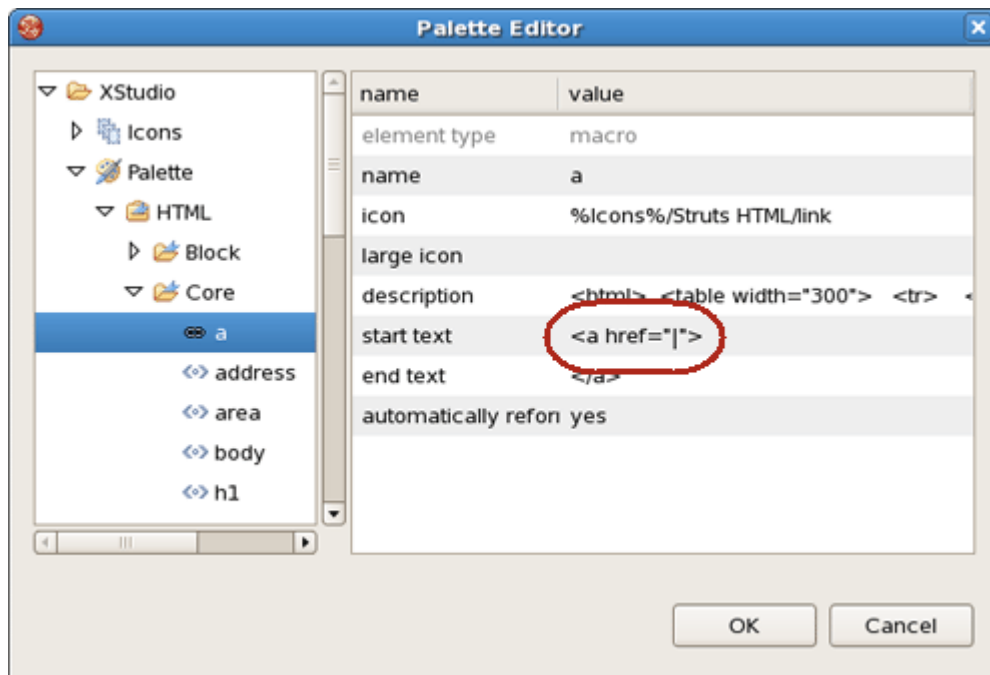 Palette Editor
XStudio
Icons
Palette
HTML
Block
Core
a
address
area
body
h1
name value
element type macro
name a
icon %Icons%/Struts HTML/link
large icon
description <html> <table width="300"> <tr> <
start text <a href="|">
end text </a>
automatically refor yes
OK Cancel